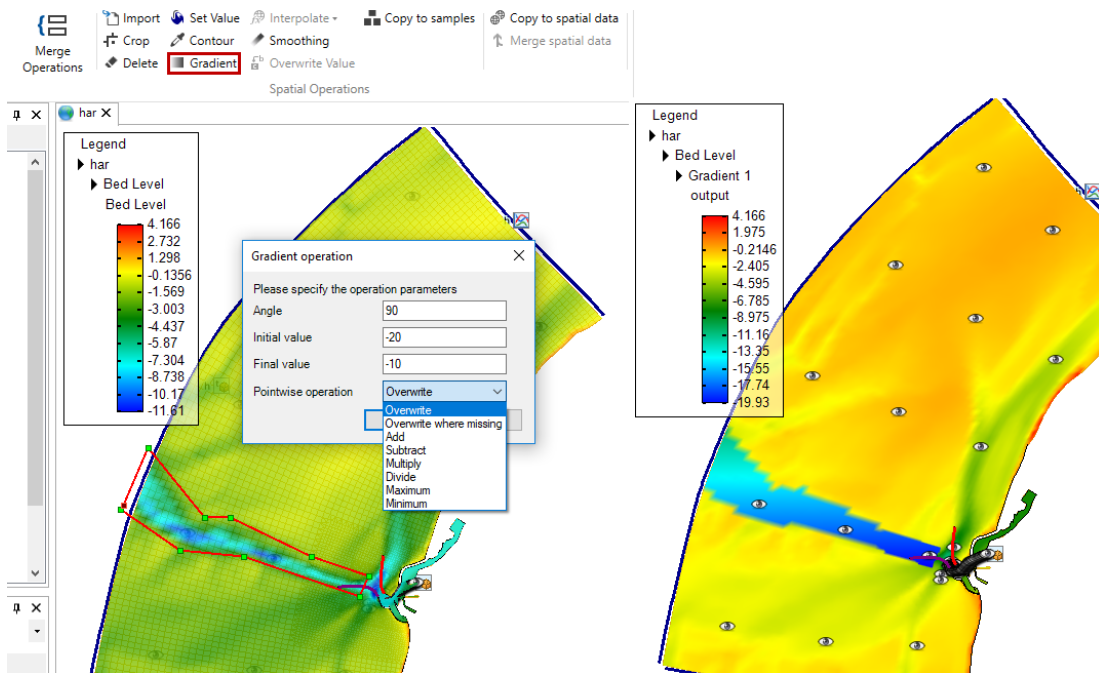 Import Set Value Interpolate Copy to samples Copy to spatial data
Merge
Operations
Crop Contour Smoothing Merge spatial data
Delete Gradient Overwrite Value
Spatial Operations
har
Legend
har
Bed Level
Bed Level
4.166
2.732
1.298
-0.1356
-1.569
-3.003
-4.437
-5.87
-7.304
-8.738
-10.17
-11.61
Gradient operation
Please specify the operation parameters
Angle 90
Initial value -20
Final value -10
Pointwise operation Overwrite
Overwrite
Overwrite where missing
Add
Subtract
Multiply
Divide
Maximum
Minimum
Legend
har
Bed Level
Gradient 1
output
4.166
1.975
-0.2146
-2.405
-4.595
-6.785
-8.975
-11.16
-13.35
-15.55
-17.74
-19.93